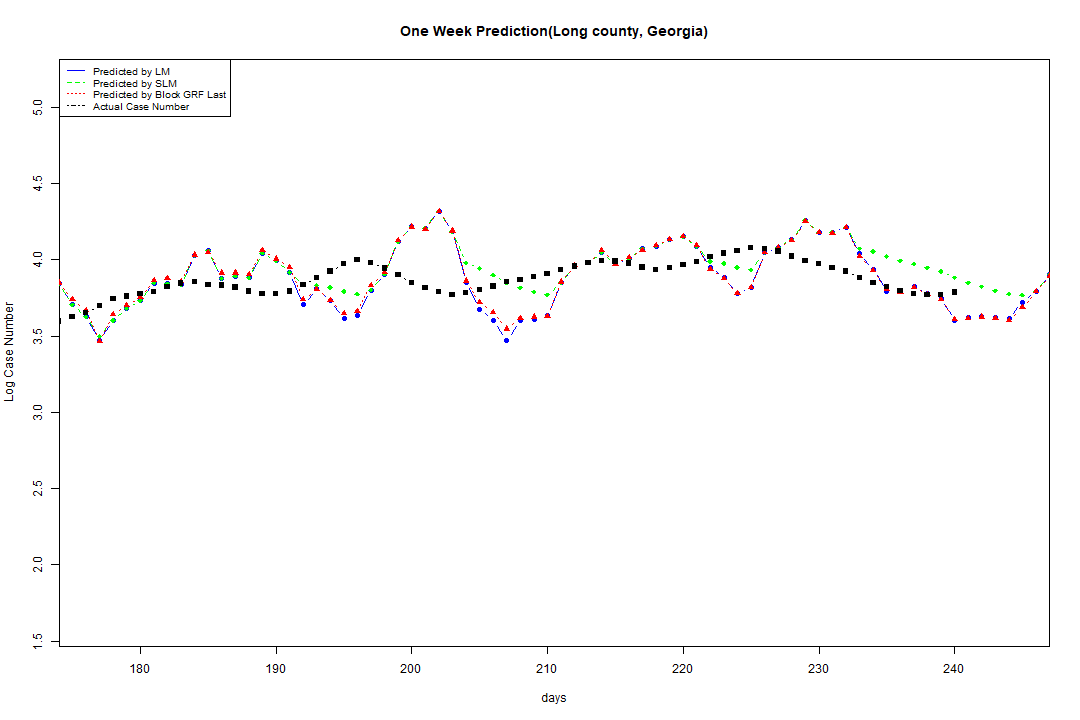 One Week Prediction(Long county, Georgia)
Predicted by LM
Predicted by SLM
Predicted by Block GRF Last
Actual Case Number
5.0
4.5
4.0
3.5
3.0
2.5
2.0
1.5
Log Case Number
180 190 200 210 220 230 240
days